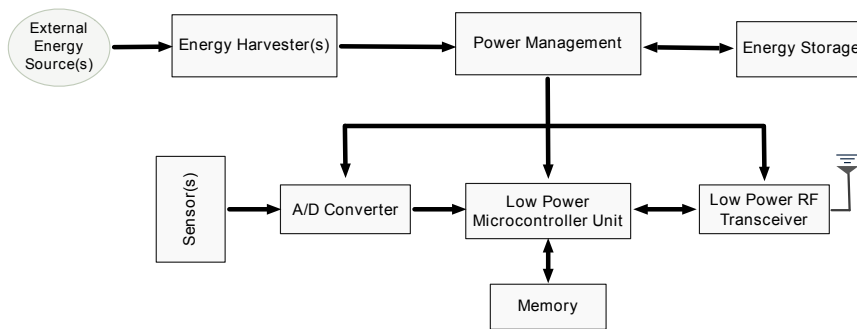 External
Energy
Source(s)
Energy Harvester(s)
Power Management
Energy Storage
Sensor(s)
A/D Converter
Low Power
Microcontroller Unit
Low Power RF
Transceiver
Memory